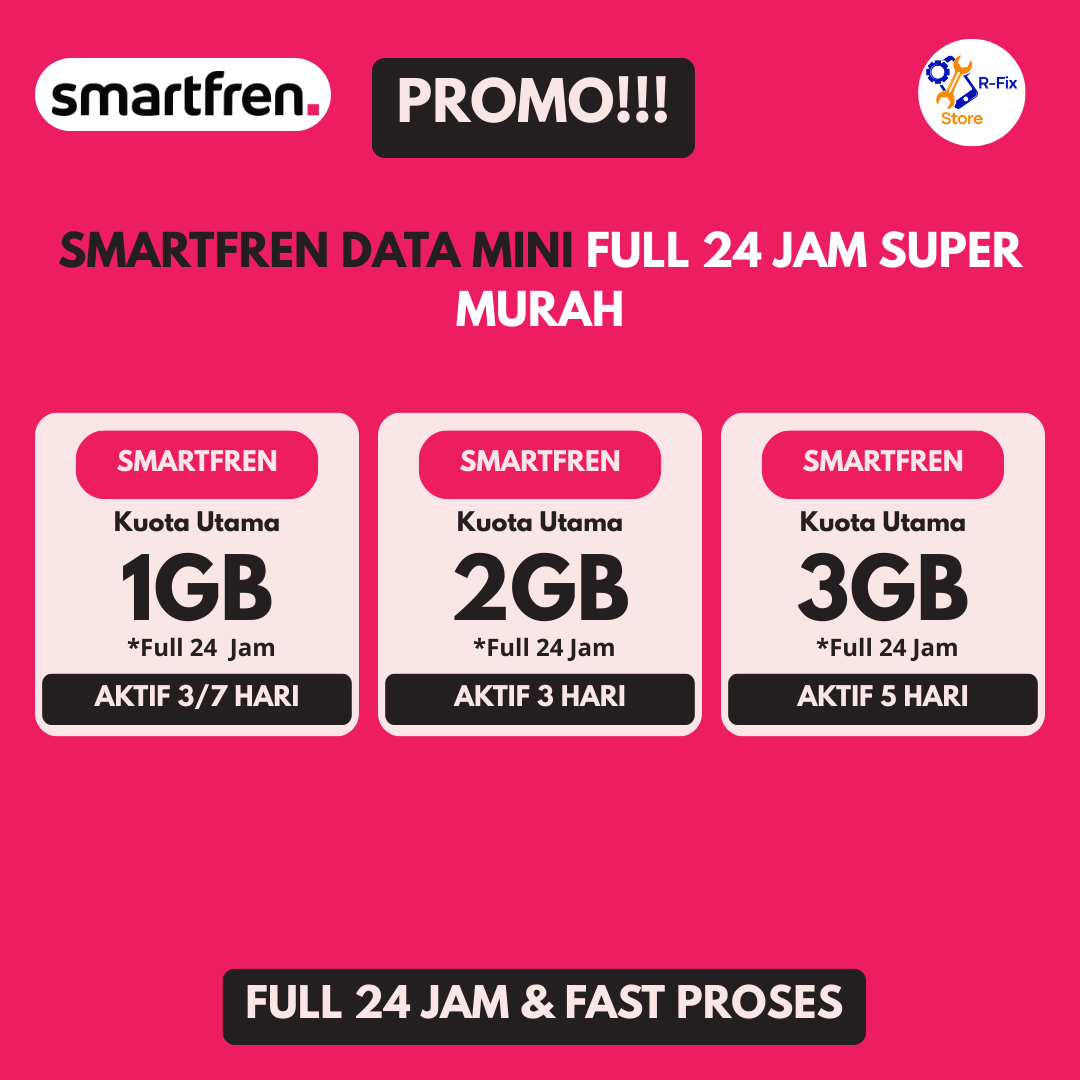 smartfren.
PROMO!!!
R-Fix
Store
SMARTFREN DATA MINI FULL 24 JAM SUPER
MURAH
SMARTFREN
Kuota Utama
1GB
*Full 24 Jam
AKTIF 3/7 HARI
SMARTFREN
Kuota Utama
2GB
*Full 24 Jam
AKTIF 3 HARI
SMARTFREN
Kuota Utama
3GB
*Full 24 Jam
AKTIF 5 HARI
FULL 24 JAM & FAST PROSES